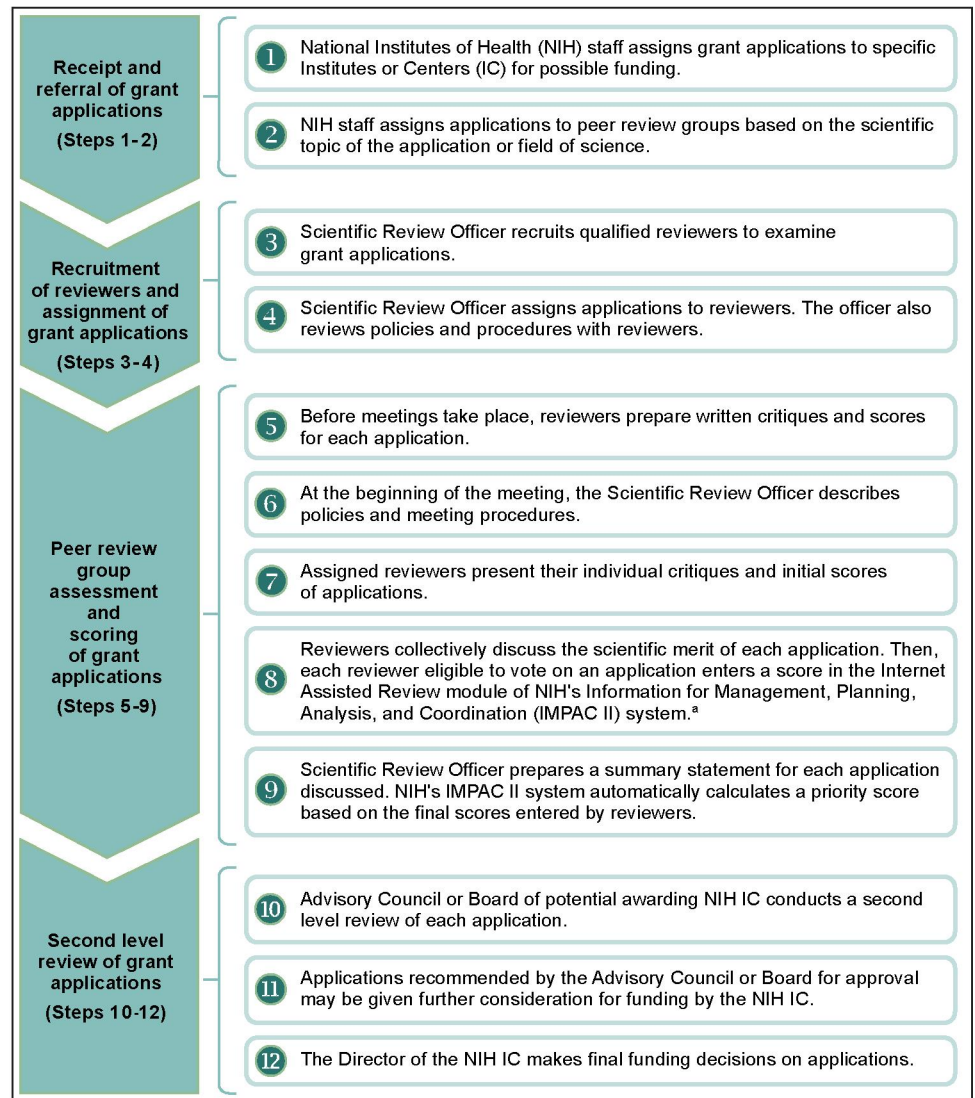 Receipt and
referral of grant
applications
(Steps 1-2)
1
National Institutes of Health (NIH) staff assigns grant applications to specific
Institutes or Centers (IC) for possible funding.
2
NIH staff assigns applications to peer review groups based on the scientific
topic of the application or field of science.
Recruitment
of reviewers and
assignment of
grant applications
(Steps 3-4)
3
Scientific Review Officer recruits qualified reviewers to examine
grant applications.
4
Scientific Review Officer assigns applications to reviewers. The officer also
reviews policies and procedures with reviewers.
Peer review
group
assessment
and
scoring
of grant
applications
(Steps 5-9)
5
Before meetings take place, reviewers prepare written critiques and scores
for each application.
6
At the beginning of the meeting, the Scientific Review Officer describes
policies and meeting procedures.
7
Assigned reviewers present their individual critiques and initial scores
of applications.
8
Reviewers collectively discuss the scientific merit of each application. Then,
each reviewer eligible to vote on an application enters a score in the Internet
Assisted Review module of NIH's Information for Management, Planning,
Analysis, and Coordination (IMPAC II) system.ª
9
Scientific Review Officer prepares a summary statement for each application
discussed. NIH's IMPAC II system automatically calculates a priority score
based on the final scores entered by reviewers.
Second level
review of grant
applications
(Steps 10-12)
10
Advisory Council or Board of potential awarding NIH IC conducts a second
level review of each application.
11
Applications recommended by the Advisory Council or Board for approval
may be given further consideration for funding by the NIH IC.
12
The Director of the NIH IC makes final funding decisions on applications.